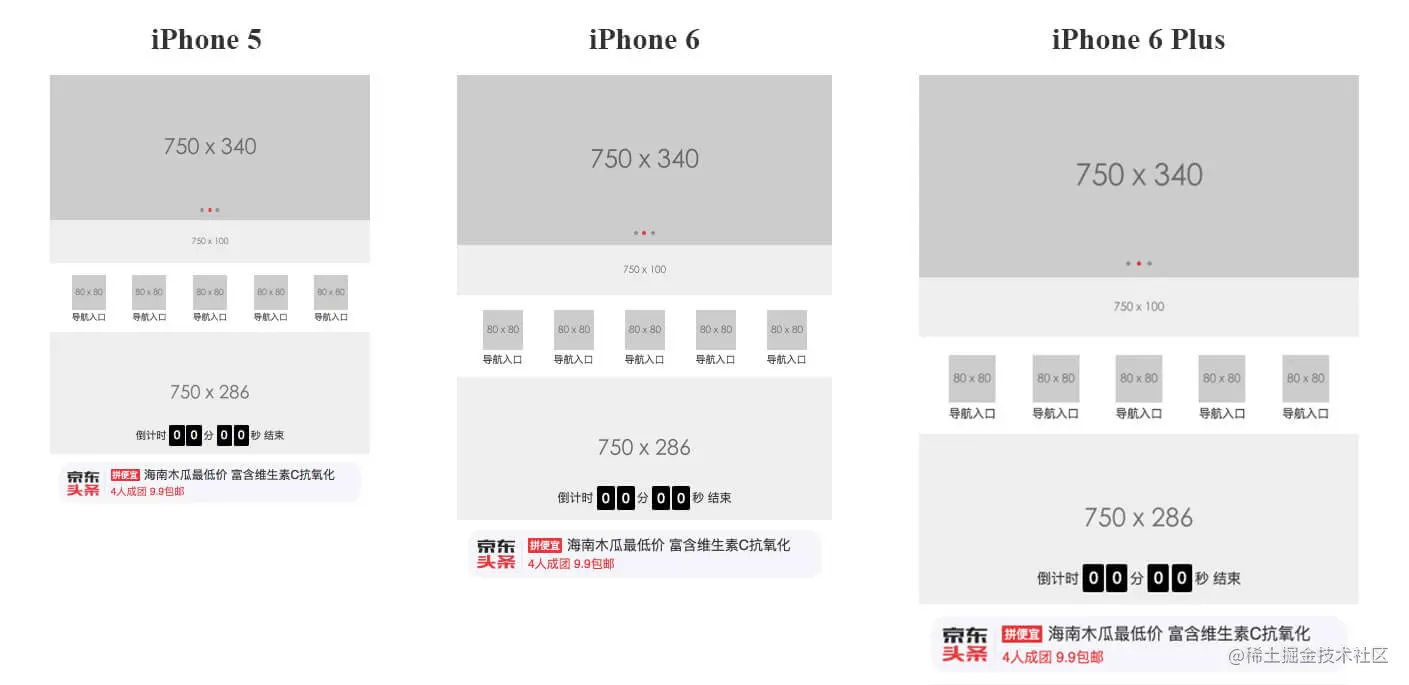 iPhone 5
750 x 340
750 x 100
80 x 80 80 x 80 80 x 80 80 x 80 80 x 80
导航入口 导航入口 导航入口 导航入口 导航入口
750 x 286
倒计时 0 0 分 0 0 秒 结束
京东
头条
拼便宜 海南木瓜最低价 富含维生素C抗氧化
4人成团 9.9包邮
iPhone 6
750 x 340
750 x 100
80 x 80 80 x 80 80 x 80 80 x 80 80 x 80
导航入口 导航入口 导航入口 导航入口 导航入口
750 x 286
倒计时 0 0 分 0 0 秒 结束
京东
头条
拼便宜 海南木瓜最低价 富含维生素C抗氧化
4人成团 9.9包邮
iPhone 6 Plus
750 x 340
750 x 100
80 x 80 80 x 80 80 x 80 80 x 80 80 x 80
导航入口 导航入口 导航入口 导航入口 导航入口
750 x 286
倒计时 0 0 分 0 0 秒 结束
京东
头条
拼便宜 海南木瓜最低价 富含维生素C抗氧化
4人成团 9.9包邮
@稀土掘金技术社区